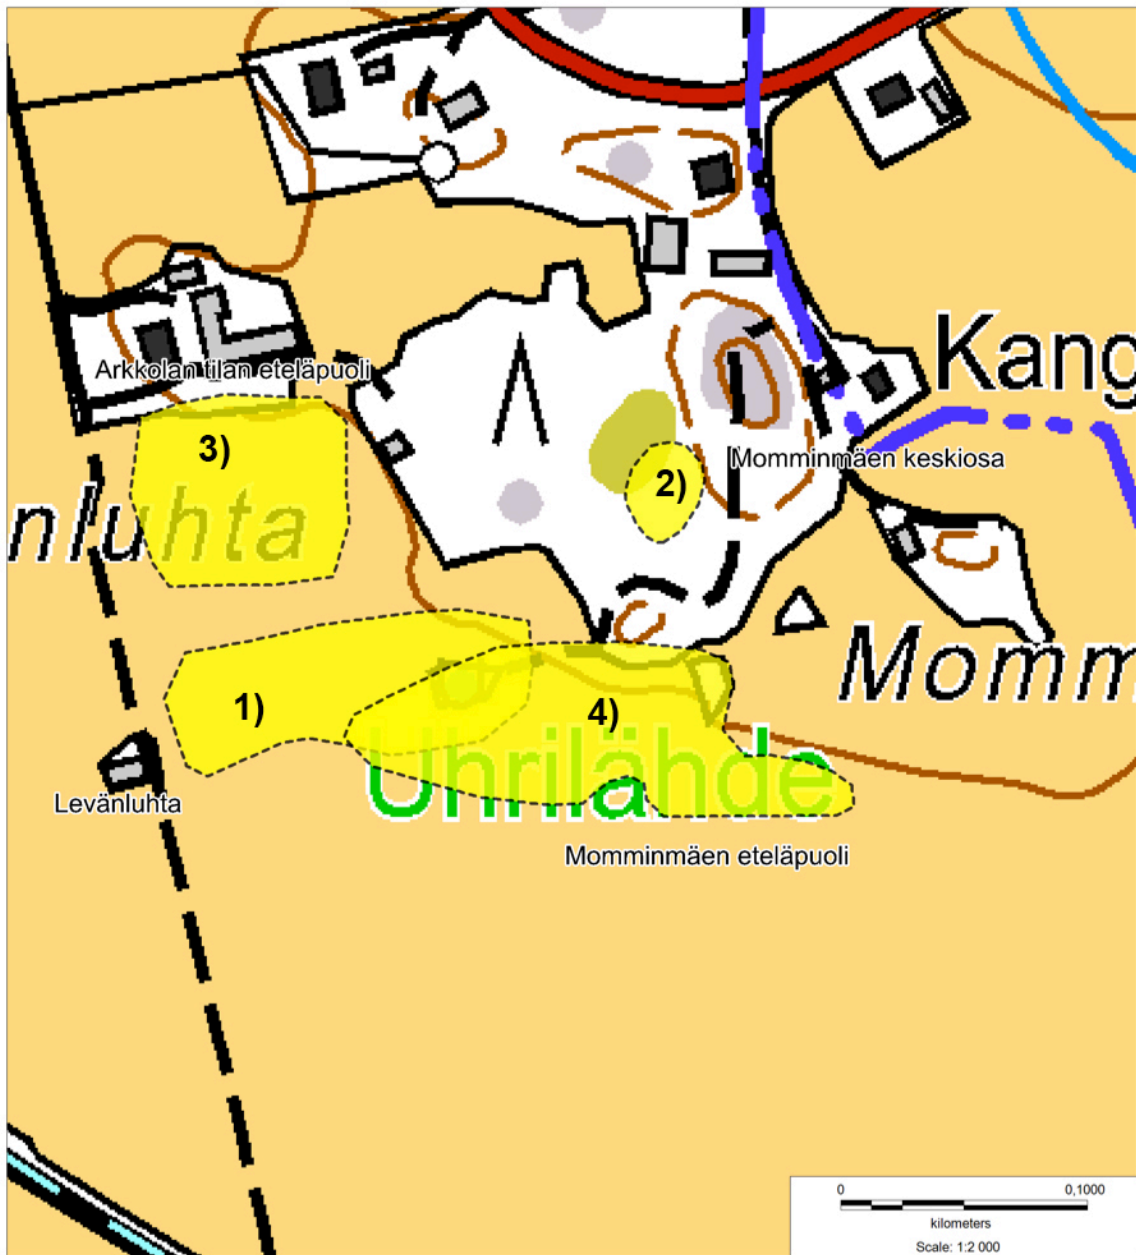 Kang
Arkkolan tilan eteläpuoli
3)
Momminmäen keskiosa
2)
nluhta
Momm
1)
4)
Uhrilähde
Levänluhta
Momminmäen eteläpuoli
0 0,1000
kilometers
Scale: 1:2 000